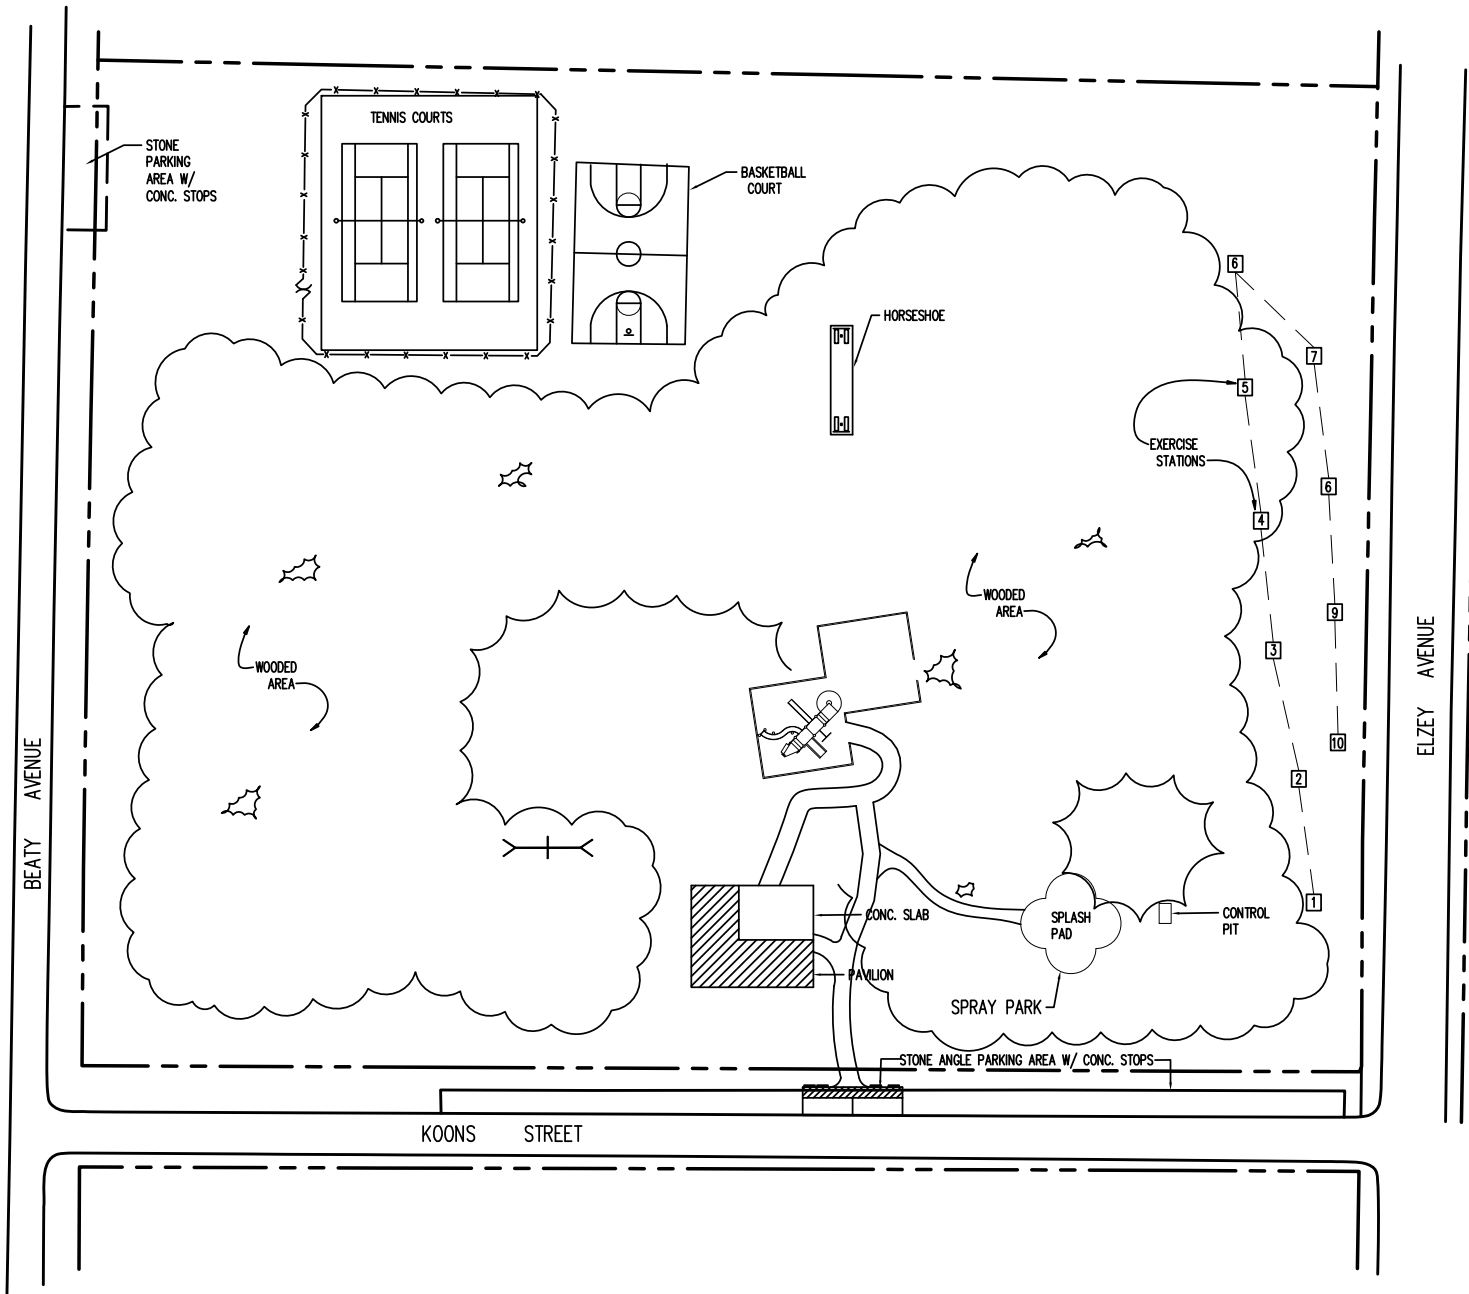 TENNIS COURTS
STONE
PARKING
AREA W/
CONC. STOPS
BASKETBALL
COURT
HORSESHOE
6
7
5
EXERCISE
STATIONS
6
4
WOODED
AREA
9
3
WOODED
AREA
10
2
BEATY AVENUE
ELZEY AVENUE
1
CONC. SLAB
SPLASH
PAD
CONTROL
PIT
PAVILION
SPRAY PARK
STONE ANGLE PARKING AREA W/ CONC. STOPS
KOONS STREET